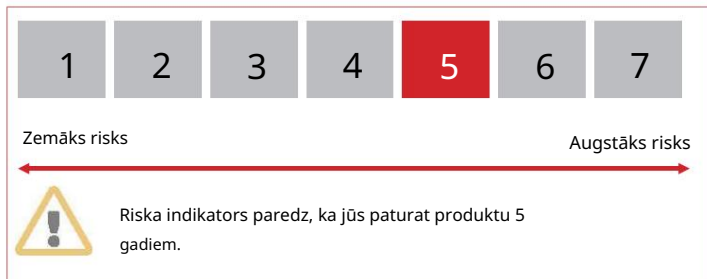 1 2 3 4 5 6 7
Zemāks risks
Augstāks risks
Riska indikators paredz, ka jūs paturat produktu 5
gadiem.